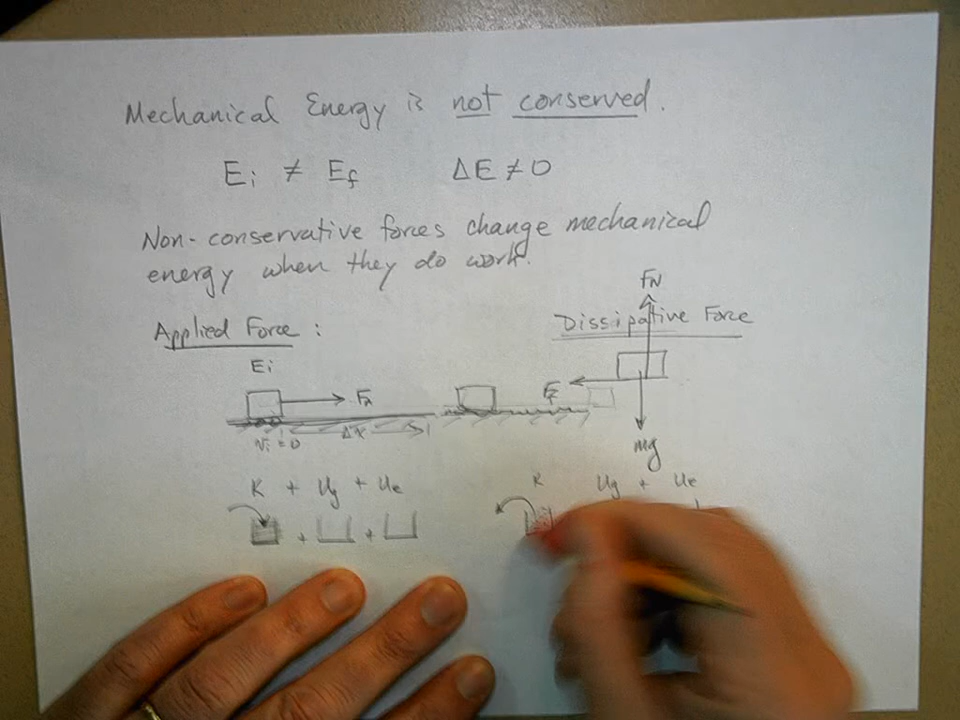 Mechanical Energy is not conserved.
Ei ≠ Ef ΔE ≠ 0
Non-conservative forces change mechanical
energy when they do work.
FN
Applied Force :
Dissipative Force
Ei
FA
Ff
Vi = 0 Δx
mg
K + Ug + Ue
K Ug + Ue
+ +